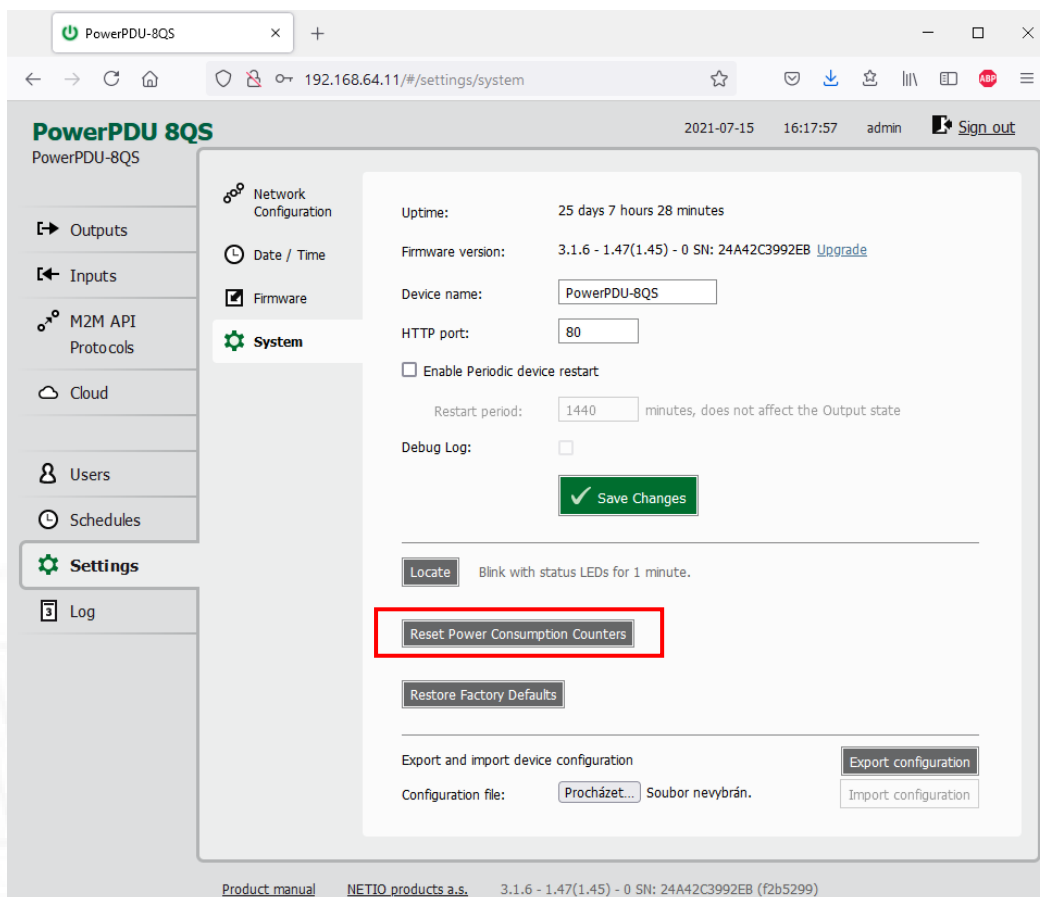 PowerPDU-8QS
192.168.64.11/#/settings/system
ABP
PowerPDU 8QS
PowerPDU-8QS
2021-07-15 16:17:57 admin Sign out
Outputs
Inputs
M2M API
Protocols
Cloud
Users
Schedules
Settings
3 Log
Network
Configuration
Date / Time
Firmware
System
Uptime: 25 days 7 hours 28 minutes
Firmware version: 3.1.6 - 1.47(1.45) - 0 SN: 24A42C3992EB Upgrade
Device name: PowerPDU-8QS
HTTP port: 80
Enable Periodic device restart
Restart period: 1440 minutes, does not affect the Output state
Debug Log:
Save Changes
Locate Blink with status LEDs for 1 minute.
Reset Power Consumption Counters
Restore Factory Defaults
Export and import device configuration Export configuration
Configuration file: Procházet... Soubor nevybrán. Import configuration
Product manual NETIO products a.s. 3.1.6 - 1.47(1.45) - 0 SN: 24A42C3992EB (f2b5299)